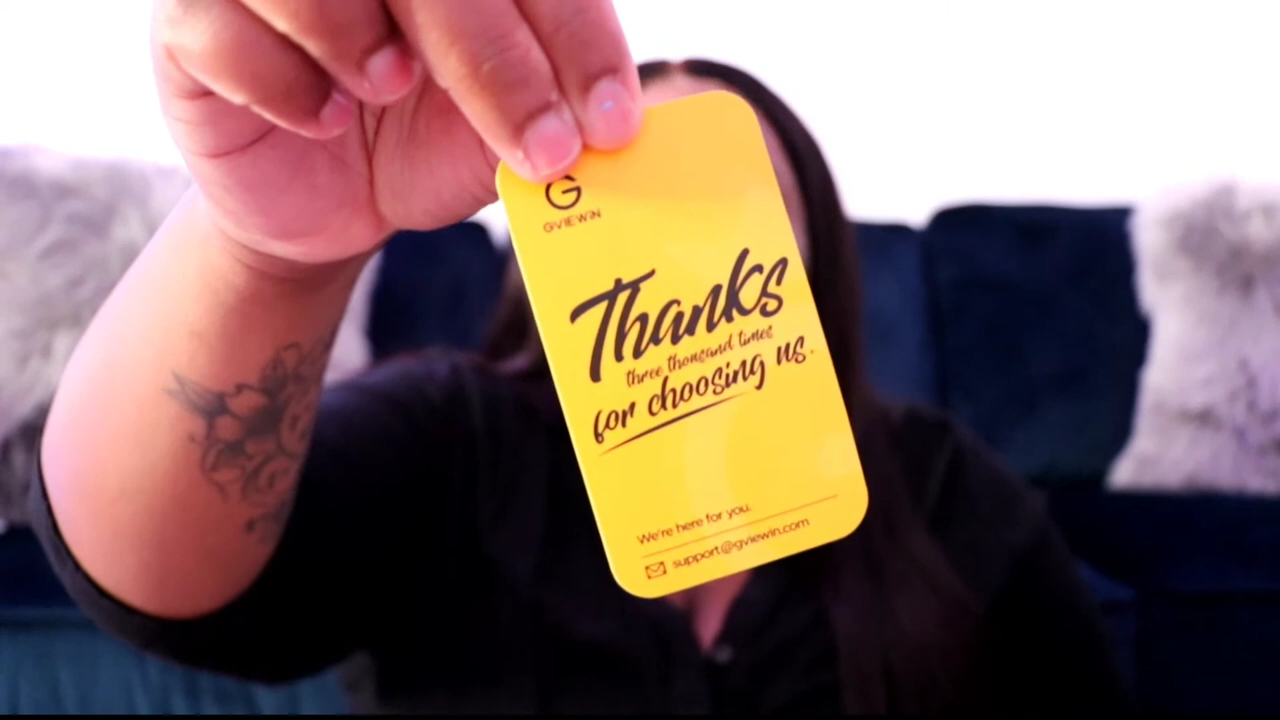 G
GVIEWIN
Thanks
three thousand times
for choosing us.
We're here for you.
support@gviewin.com